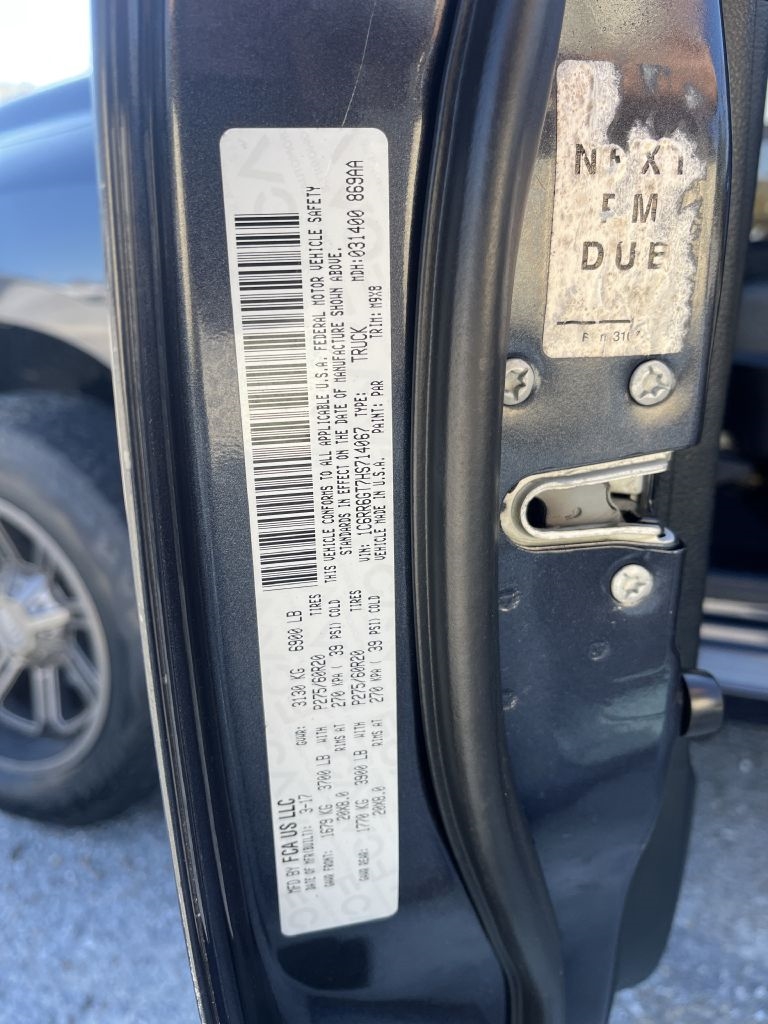 MFD BY FCA US LLC
DATE OF MFR(BUILT): 3-17
GVWR: 3130 KG 6900 LB
GAWR FRONT: 1679 KG 3700 LB WITH P275/60R20 TIRES
20X8.0 RIMS AT 270 KPA ( 39 PSI) COLD
GAWR REAR: 1770 KG 3900 LB WITH P275/60R20 TIRES
20X8.0 RIMS AT 270 KPA ( 39 PSI) COLD
THIS VEHICLE CONFORMS TO ALL APPLICABLE U.S.A. FEDERAL MOTOR VEHICLE SAFETY
STANDARDS IN EFFECT ON THE DATE OF MANUFACTURE SHOWN ABOVE.
VIN: 1C6RR6GT7HS714067 TYPE: TRUCK MDH:031400 869AA
VEHICLE MADE IN U.S.A. PAINT: PAR TRIM: M9X8
DUE